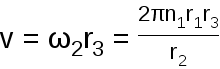 v = ω₂r₃ = 2πn₁r₁r₃ / r₂